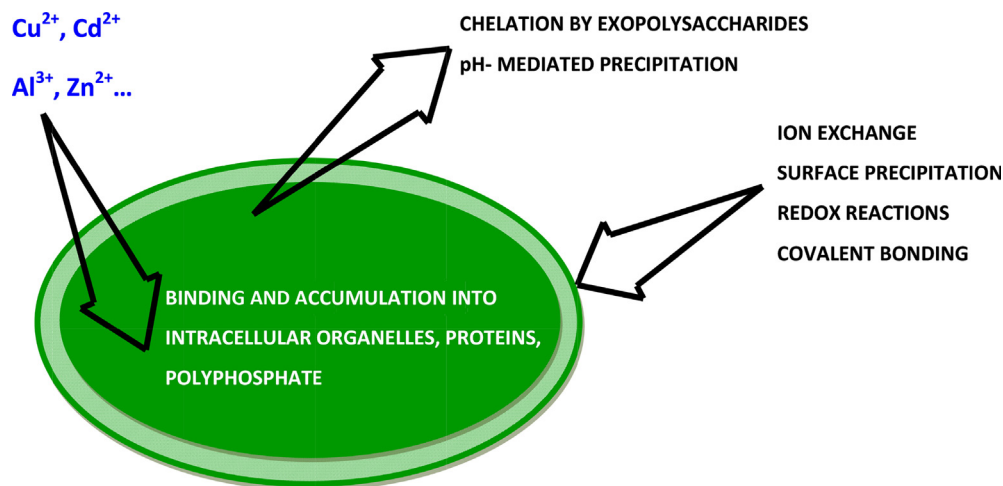 Cu²⁺, Cd²⁺
Al³⁺, Zn²⁺...
CHELATION BY EXOPOLYSACCHARIDES
pH- MEDIATED PRECIPITATION
ION EXCHANGE
SURFACE PRECIPITATION
REDOX REACTIONS
COVALENT BONDING
BINDING AND ACCUMULATION INTO
INTRACELLULAR ORGANELLES, PROTEINS,
POLYPHOSPHATE